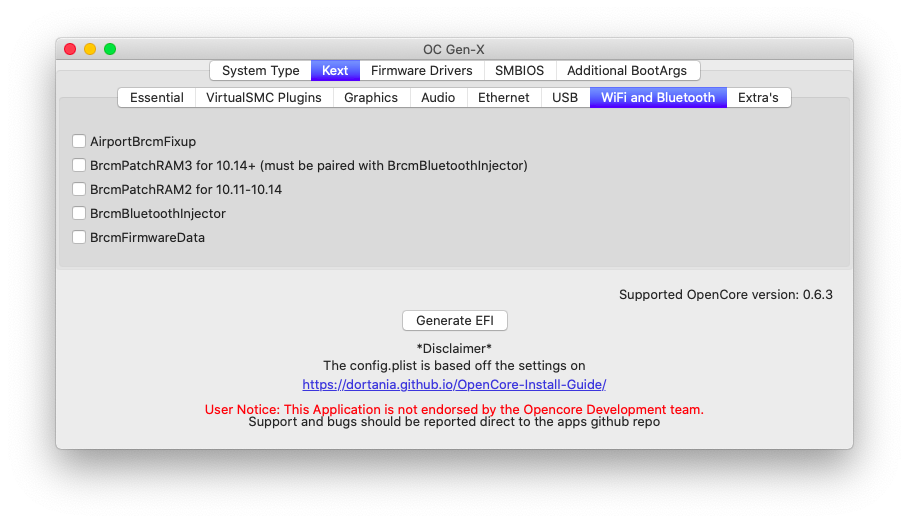 OC Gen-X
System Type Kext Firmware Drivers SMBIOS Additional BootArgs
Essential VirtualSMC Plugins Graphics Audio Ethernet USB WiFi and Bluetooth Extra's
AirportBrcmFixup
BrcmPatchRAM3 for 10.14+ (must be paired with BrcmBluetoothInjector)
BrcmPatchRAM2 for 10.11-10.14
BrcmBluetoothInjector
BrcmFirmwareData
Supported OpenCore version: 0.6.3
Generate EFI
*Disclaimer*
The config.plist is based off the settings on
https://dortania.github.io/OpenCore-Install-Guide/
User Notice: This Application is not endorsed by the Opencore Development team.
Support and bugs should be reported direct to the apps github repo